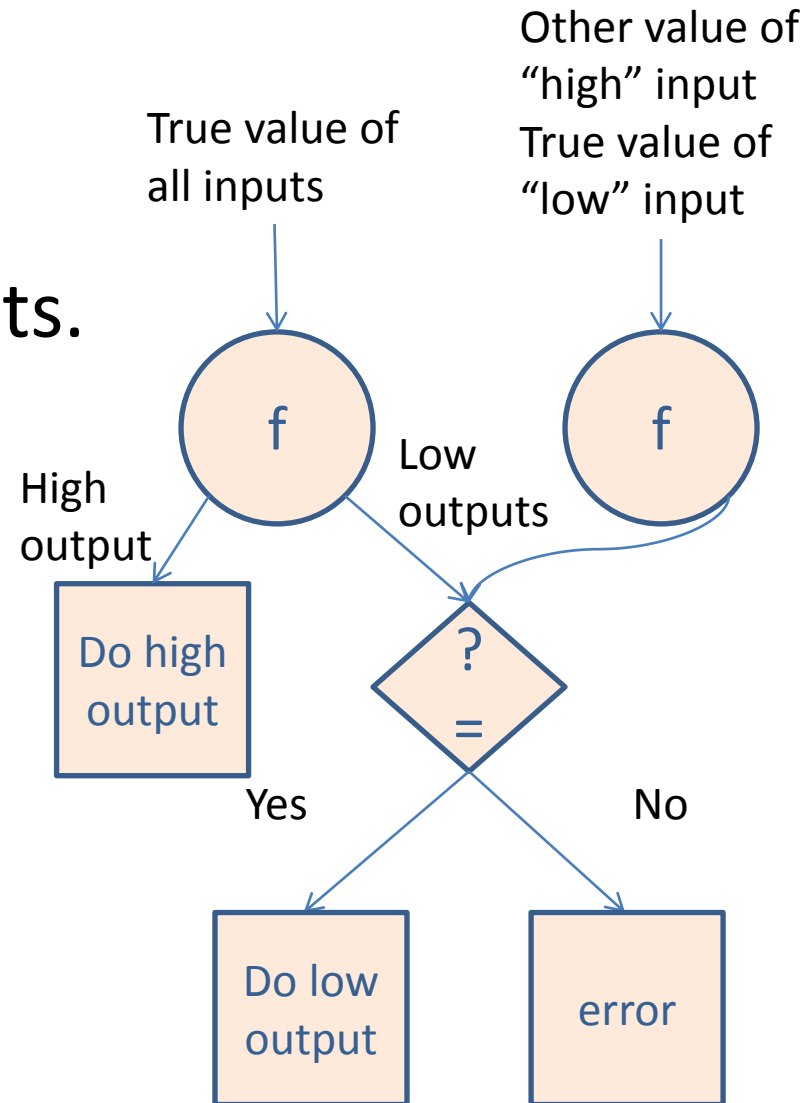 Other value of
“high” input
True value of
“low” input
True value of
all inputs
ts.
f
f
High
output
Low
outputs
Do high
output
?
=
Yes
No
Do low
output
error